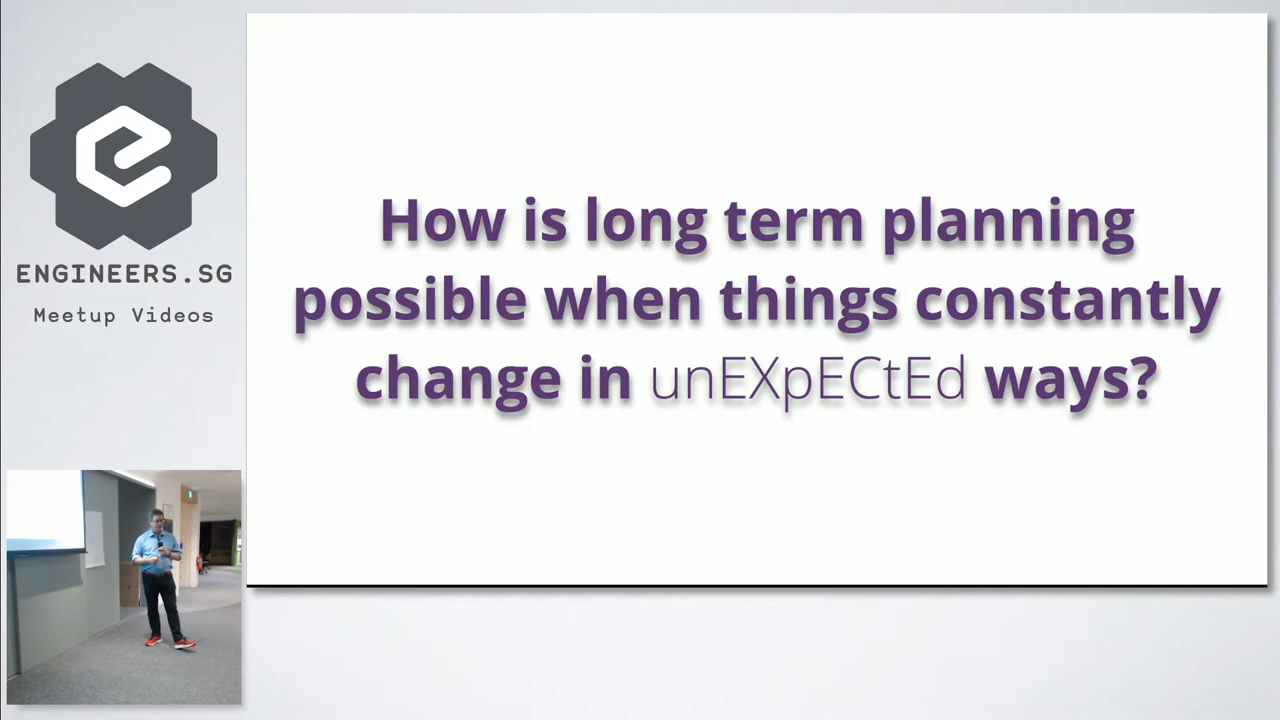 ENGINEERS.SG
Meetup Videos
How is long term planning
possible when things constantly
change in unEXpECtEd ways?